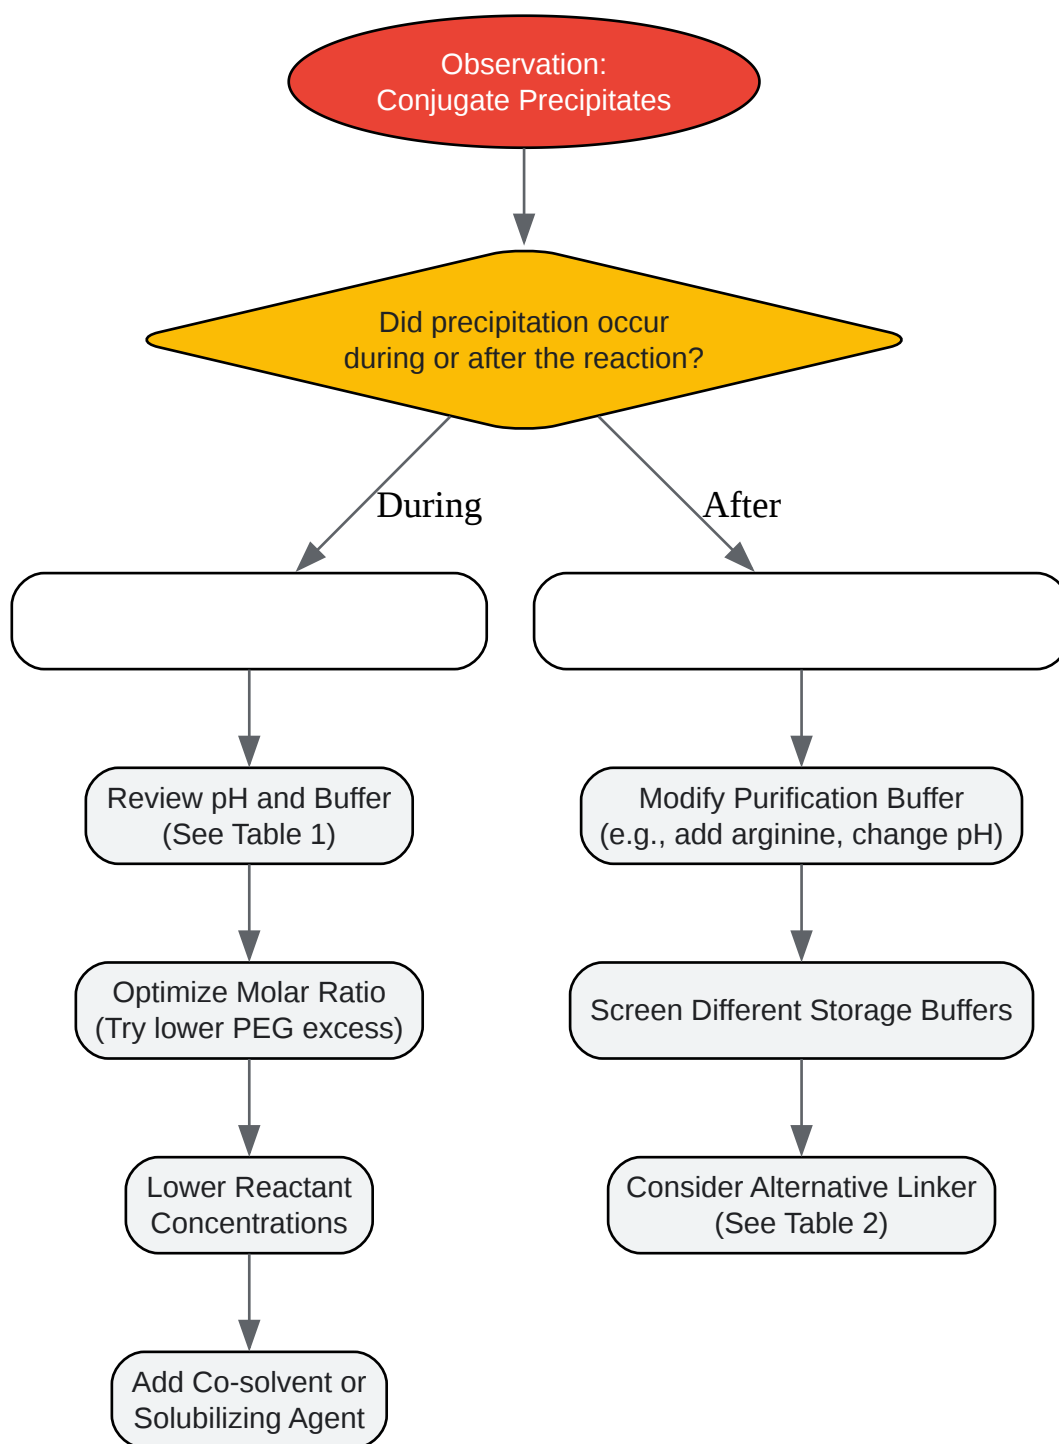 Observation:
Conjugate Precipitates
Did precipitation occur
during or after the reaction?
During
After
Review pH and Buffer
(See Table 1)
Modify Purification Buffer
(e.g., add arginine, change pH)
Optimize Molar Ratio
(Try lower PEG excess)
Screen Different Storage Buffers
Lower Reactant
Concentrations
Consider Alternative Linker
(See Table 2)
Add Co-solvent or
Solubilizing Agent